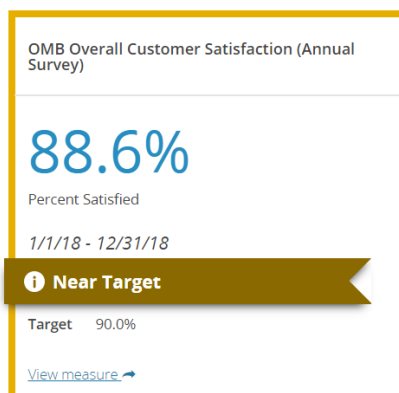 OMB Overall Customer Satisfaction (Annual
Survey)
88.6%
Percent Satisfied
1/1/18 - 12/31/18
Near Target
Target 90.0%
View measure